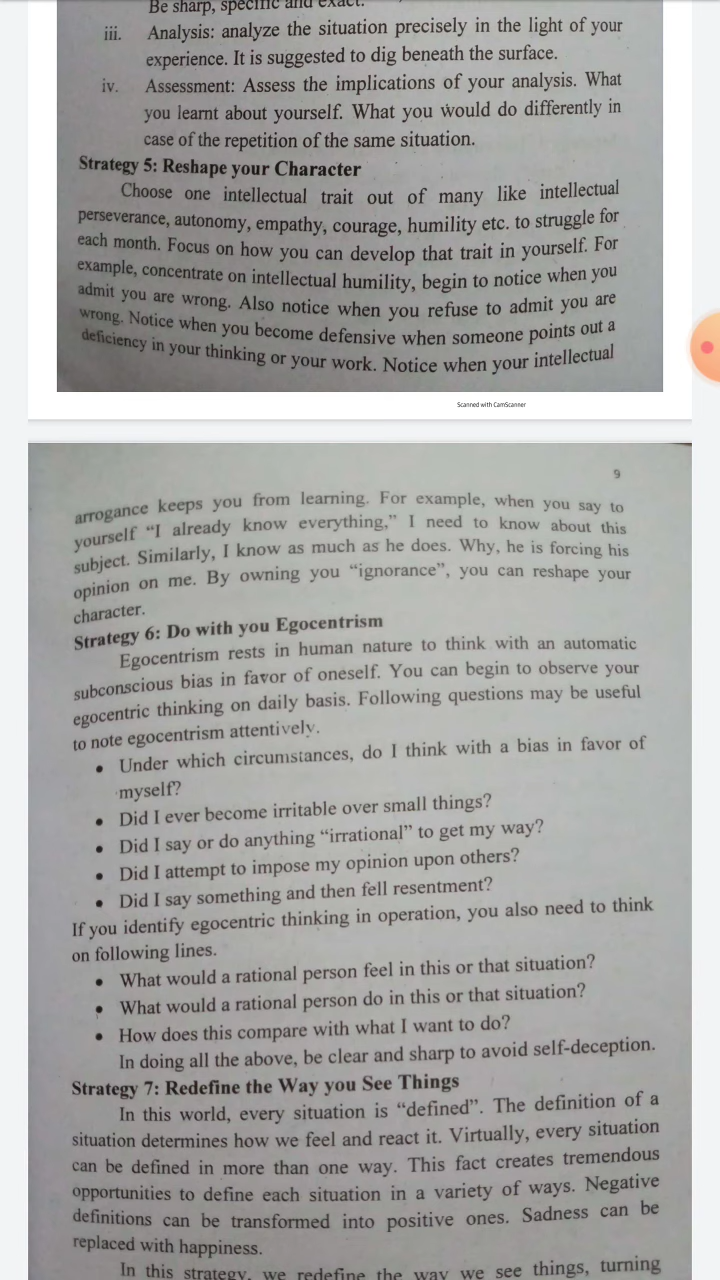 Be sharp, specific and exact.
iii. Analysis: analyze the situation precisely in the light of your
experience. It is suggested to dig beneath the surface.
iv. Assessment: Assess the implications of your analysis. What
you learnt about yourself. What you would do differently in
case of the repetition of the same situation.
Strategy 5: Reshape your Character
Choose one intellectual trait out of many like intellectual
perseverance, autonomy, empathy, courage, humility etc. to struggle for
each month. Focus on how you can develop that trait in yourself. For
example, concentrate on intellectual humility, begin to notice when you
admit you are wrong. Also notice when you refuse to admit you are
wrong. Notice when you become defensive when someone points out a
deficiency in your thinking or your work. Notice when your intellectual
Scanned with CamScanner
9
arrogance keeps you from learning. For example, when you say to
yourself “I already know everything,” I need to know about this
subject. Similarly, I know as much as he does. Why, he is forcing his
opinion on me. By owning you “ignorance”, you can reshape your
character.
Strategy 6: Do with you Egocentrism
Egocentrism rests in human nature to think with an automatic
subconscious bias in favor of oneself. You can begin to observe your
egocentric thinking on daily basis. Following questions may be useful
to note egocentrism attentively.
• Under which circumstances, do I think with a bias in favor of
myself?
• Did I ever become irritable over small things?
• Did I say or do anything “irrational” to get my way?
• Did I attempt to impose my opinion upon others?
• Did I say something and then fell resentment?
If you identify egocentric thinking in operation, you also need to think
on following lines.
• What would a rational person feel in this or that situation?
• What would a rational person do in this or that situation?
• How does this compare with what I want to do?
In doing all the above, be clear and sharp to avoid self-deception.
Strategy 7: Redefine the Way you See Things
In this world, every situation is “defined”. The definition of a
situation determines how we feel and react it. Virtually, every situation
can be defined in more than one way. This fact creates tremendous
opportunities to define each situation in a variety of ways. Negative
definitions can be transformed into positive ones. Sadness can be
replaced with happiness.
In this strategy, we redefine the way we see things, turning